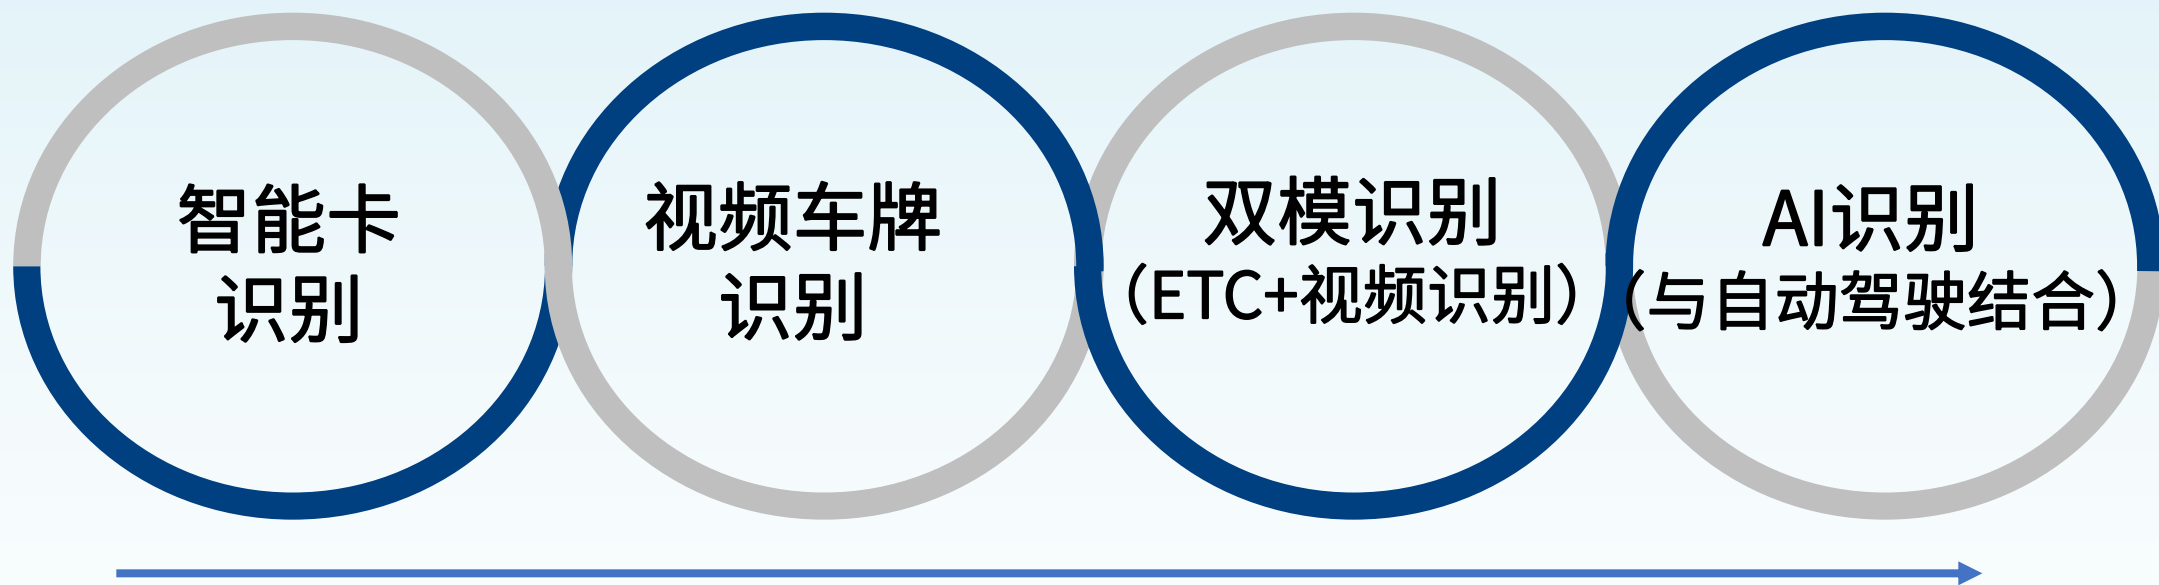 智能卡
识别
视频车牌
识别
双模识别
（ETC+视频识别）
AI识别
（与自动驾驶结合）